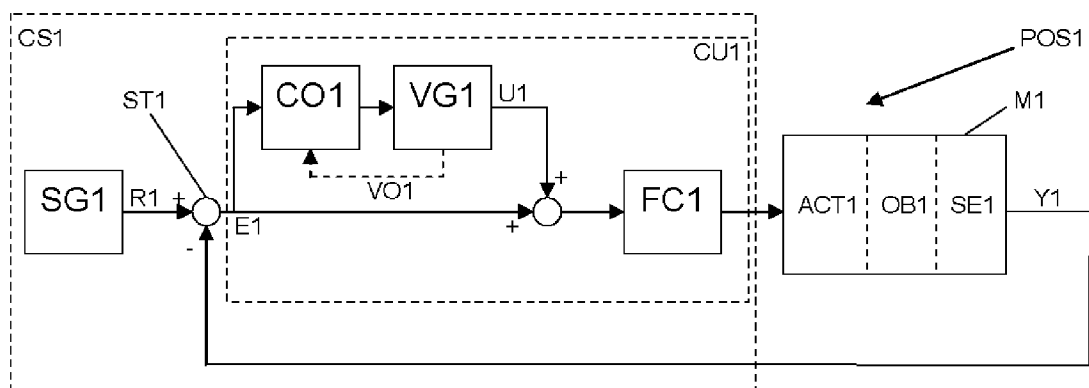 CS1
CU1
POS1
ST1
CO1
VG1
U1
M1
+
VO1
SG1
R1
+
E1
+
FC1
ACT1
OB1
SE1
Y1
-